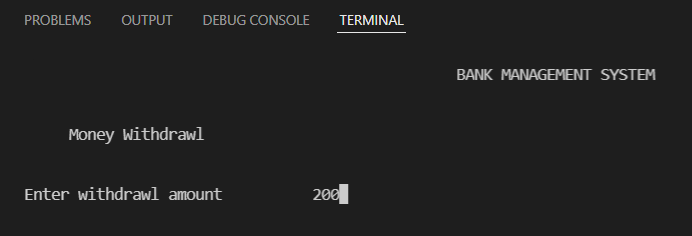 PROBLEMS OUTPUT DEBUG CONSOLE TERMINAL
BANK MANAGEMENT SYSTEM
Money Withdrawl
Enter withdrawl amount 200